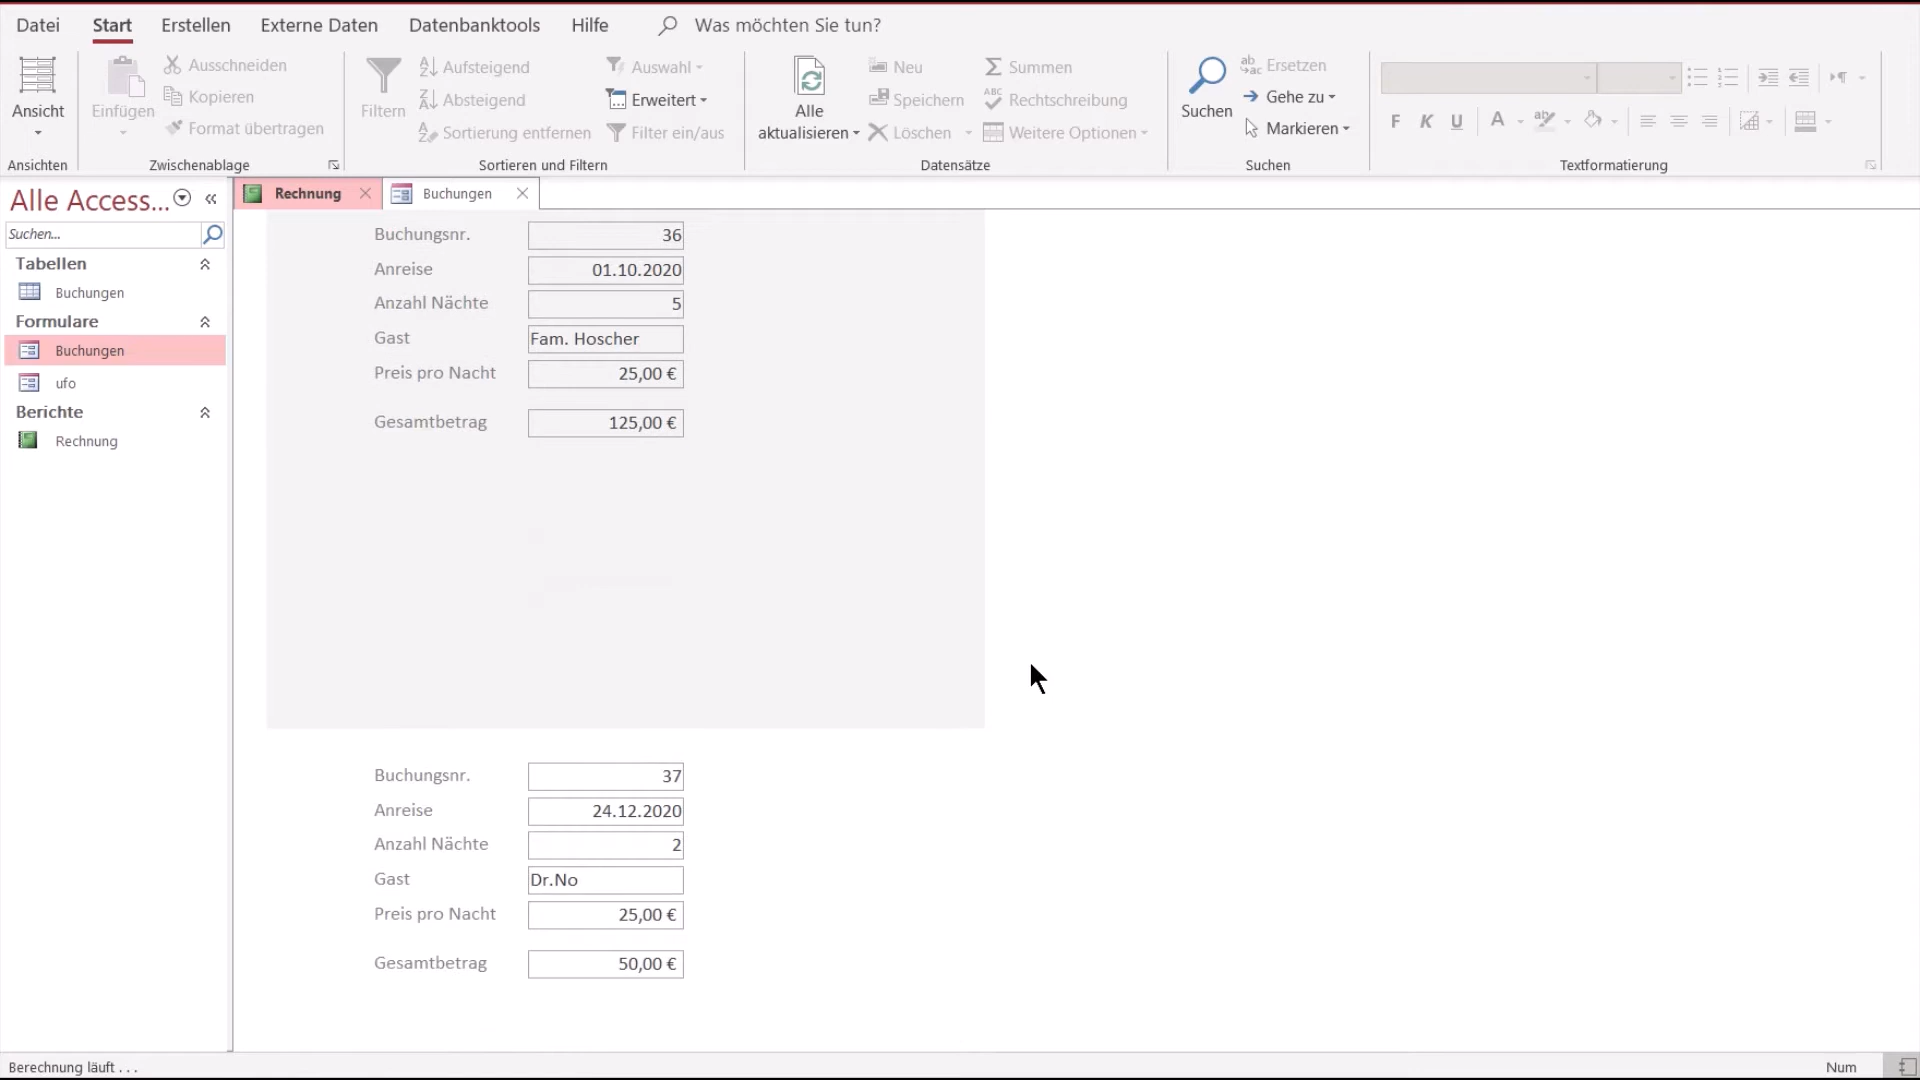 Datei Start Erstellen Externe Daten Datenbanktools Hilfe Was möchten Sie tun?
Ansicht
Ansichten
Einfügen
Ausschneiden
Kopieren
Format übertragen
Zwischenablage
Filtern
Aufsteigend
Absteigend
Sortierung entfernen
Auswahl
Erweitert
Filter ein/aus
Sortieren und Filtern
Alle
aktualisieren
Neu
Speichern
Löschen
Summen
Rechtschreibung
Weitere Optionen
Datensätze
Suchen
Ersetzen
Gehe zu
Markieren
Suchen
F K U A
Textformatierung
Alle Access...
Suchen...
Tabellen
Buchungen
Formulare
Buchungen
ufo
Berichte
Rechnung
Rechnung Buchungen
Buchungsnr. 36
Anreise 01.10.2020
Anzahl Nächte 5
Gast Fam. Hoscher
Preis pro Nacht 25,00 €
Gesamtbetrag 125,00 €
Buchungsnr. 37
Anreise 24.12.2020
Anzahl Nächte 2
Gast Dr.No
Preis pro Nacht 25,00 €
Gesamtbetrag 50,00 €
Berechnung läuft . . . Num